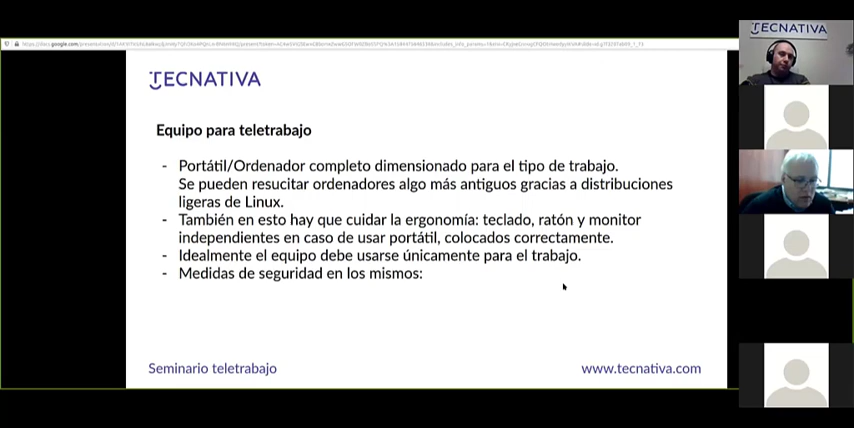 TECNATIVA
TECNATIVA
Equipo para teletrabajo
- Portátil/Ordenador completo dimensionado para el tipo de trabajo.
Se pueden resucitar ordenadores algo más antiguos gracias a distribuciones
ligeras de Linux.
- También en esto hay que cuidar la ergonomía: teclado, ratón y monitor
independientes en caso de usar portátil, colocados correctamente.
- Idealmente el equipo debe usarse únicamente para el trabajo.
- Medidas de seguridad en los mismos:
Seminario teletrabajo
www.tecnativa.com